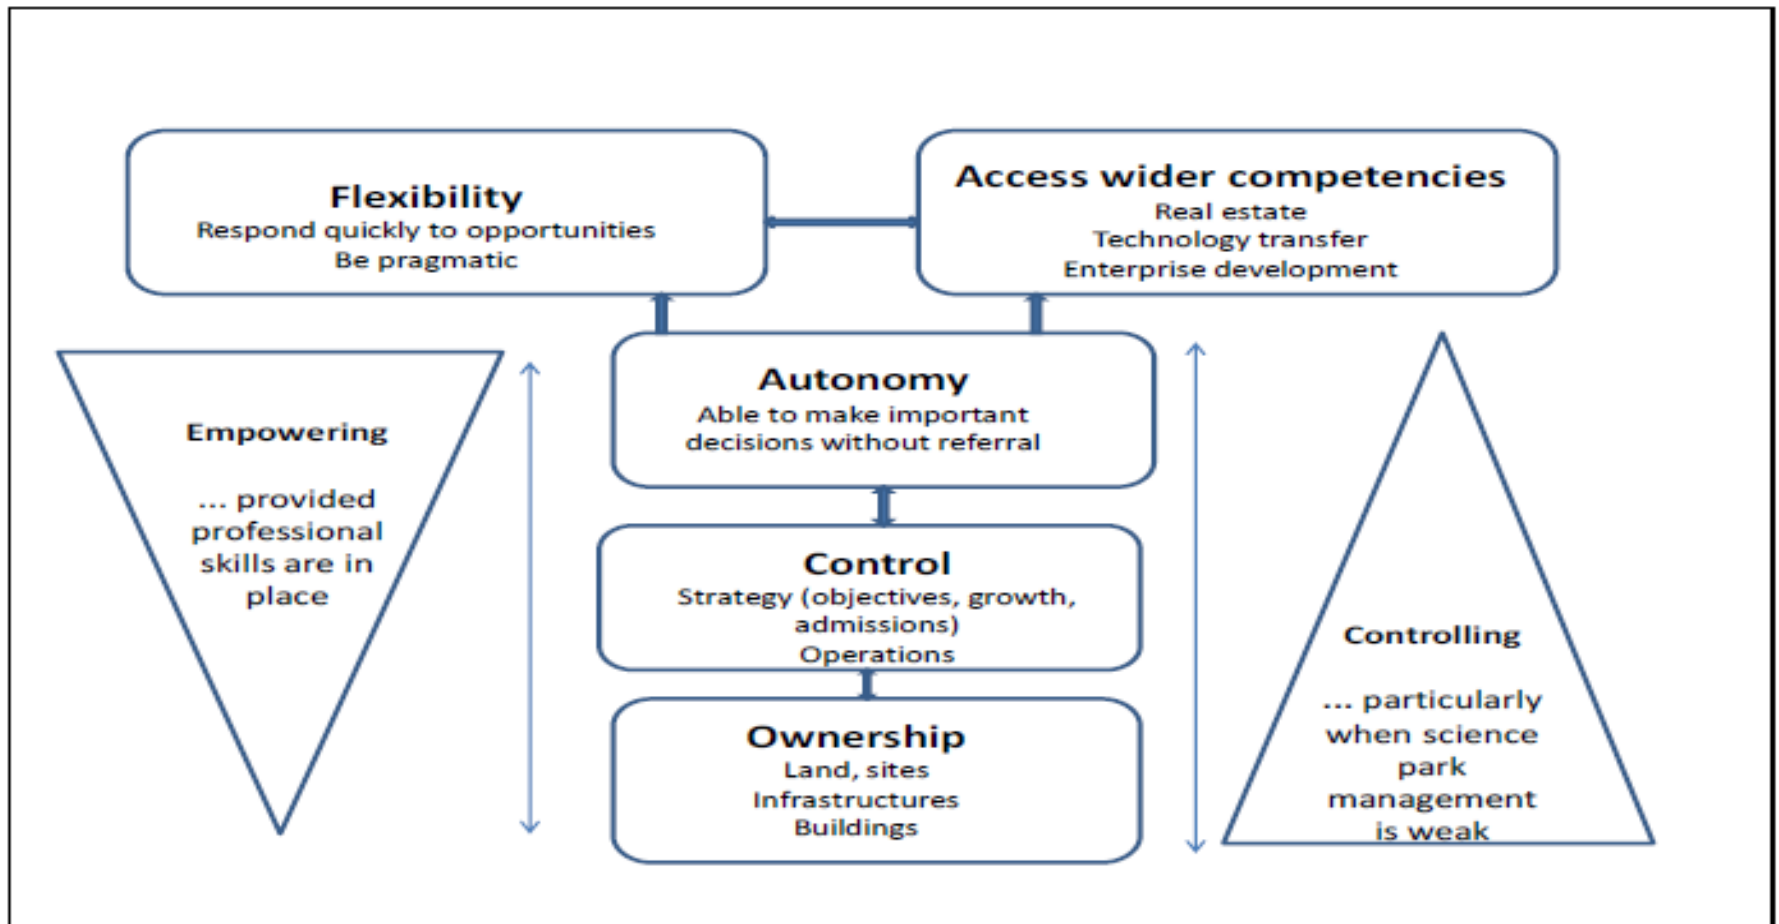 Flexibility
Respond quickly to opportunities
Be pragmatic
Access wider competencies
Real estate
Technology transfer
Enterprise development
Empowering
... provided
professional
skills are in
place
Autonomy
Able to make important
decisions without referral
Control
Strategy (objectives, growth,
admissions)
Operations
Ownership
Land, sites
Infrastructures
Buildings
Controlling
... particularly
when science
park
management
is weak